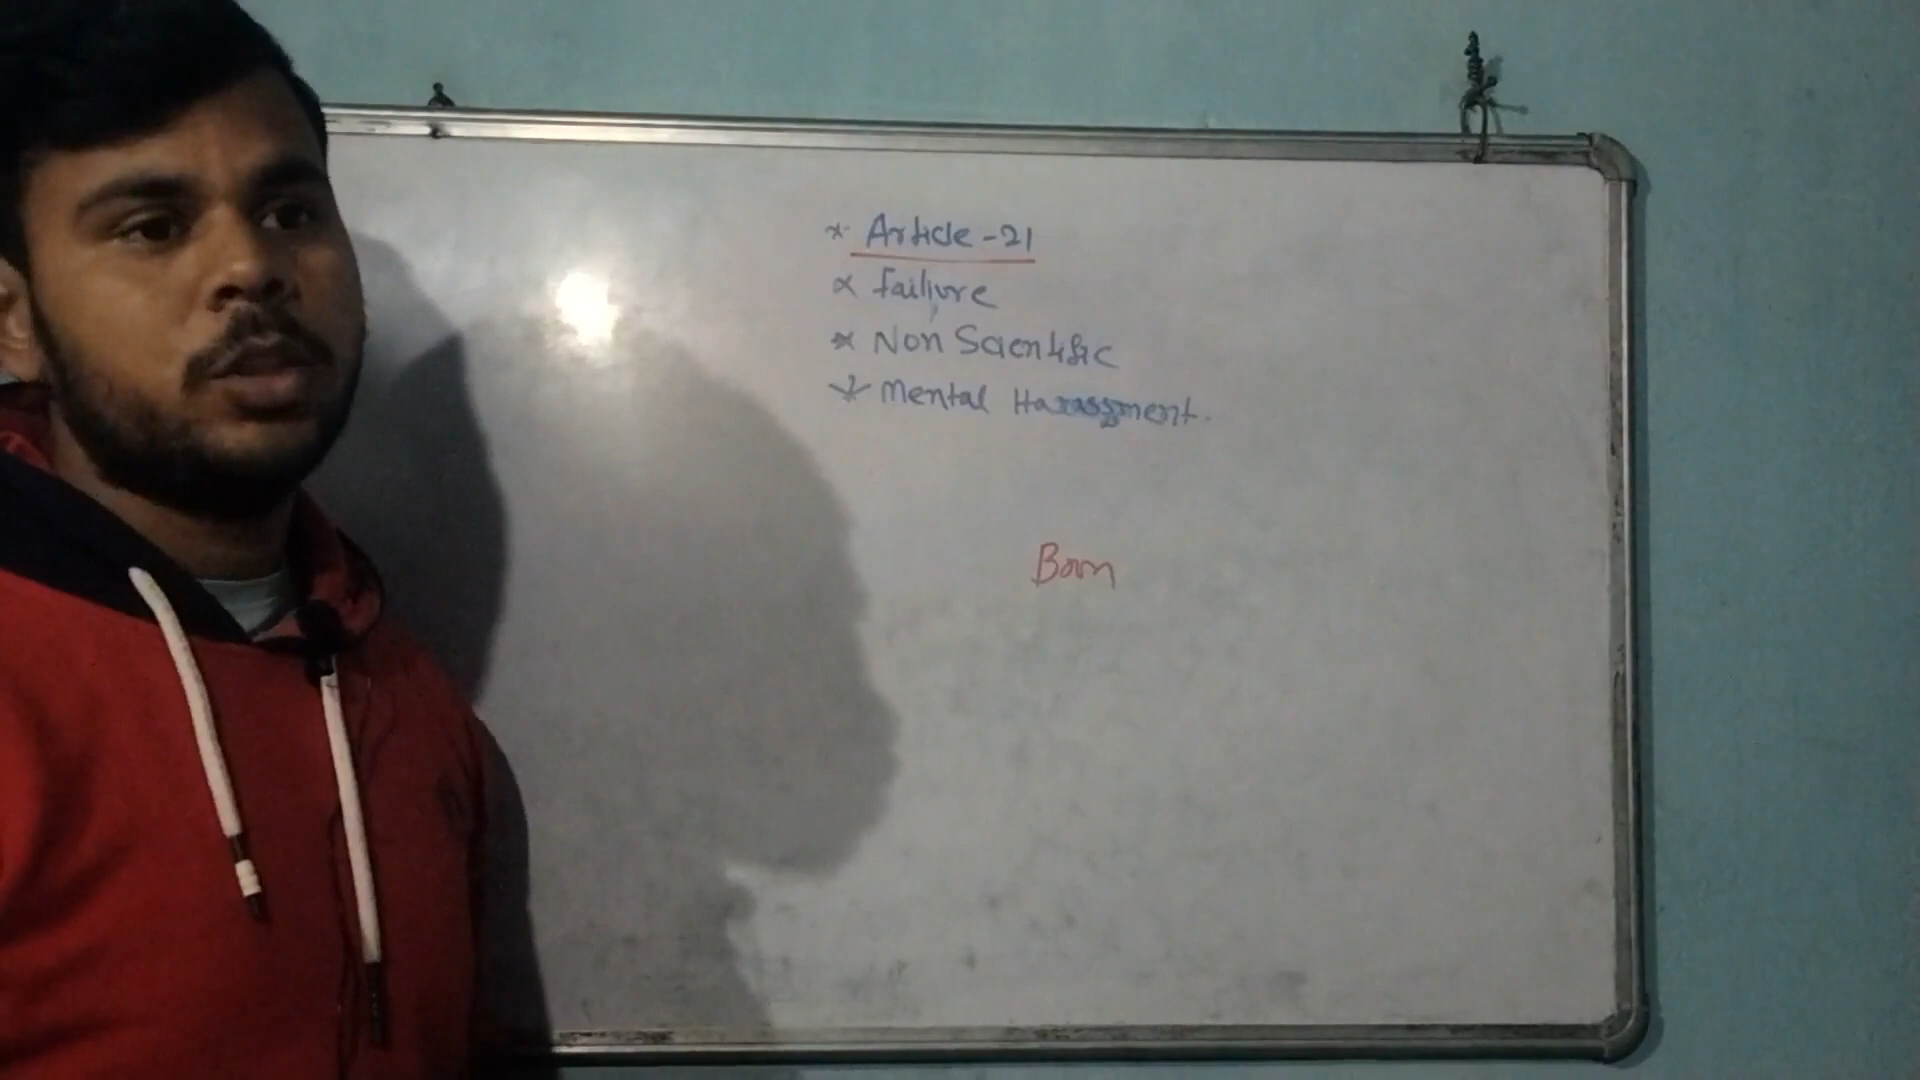 * Article-21
* failure
* Non Scientific
* Mental Harassment.
Born